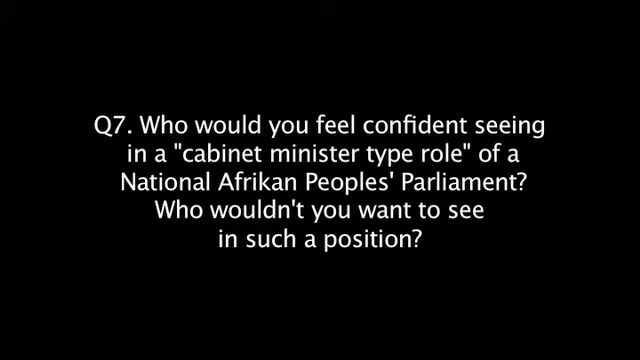 Q7. Who would you feel confident seeing
in a "cabinet minister type role" of a
National Afrikan Peoples' Parliament?
Who wouldn't you want to see
in such a position?